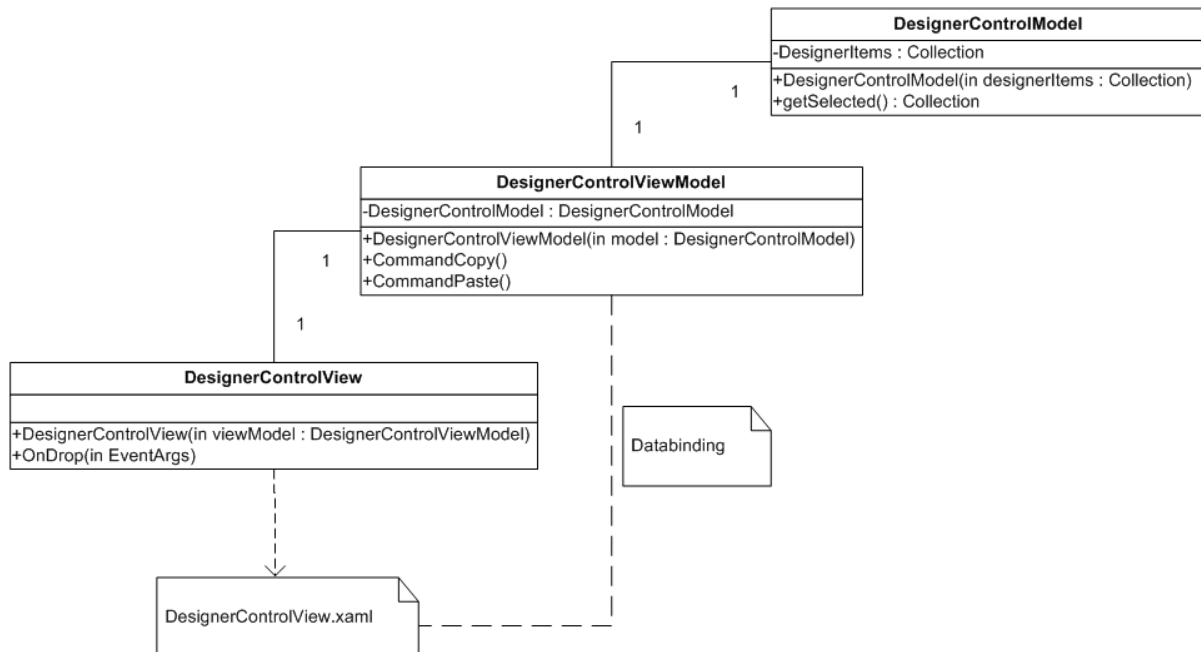 DesignerControlModel
-DesignerItems : Collection
+DesignerControlModel(in designerItems : Collection)
+getSelected() : Collection
1
1
DesignerControlViewModel
-DesignerControlModel : DesignerControlModel
+DesignerControlViewModel(in model : DesignerControlModel)
+CommandCopy()
+CommandPaste()
1
1
DesignerControlView
+DesignerControlView(in viewModel : DesignerControlViewModel)
+OnDrop(in EventArgs)
Databinding
DesignerControlView.xaml